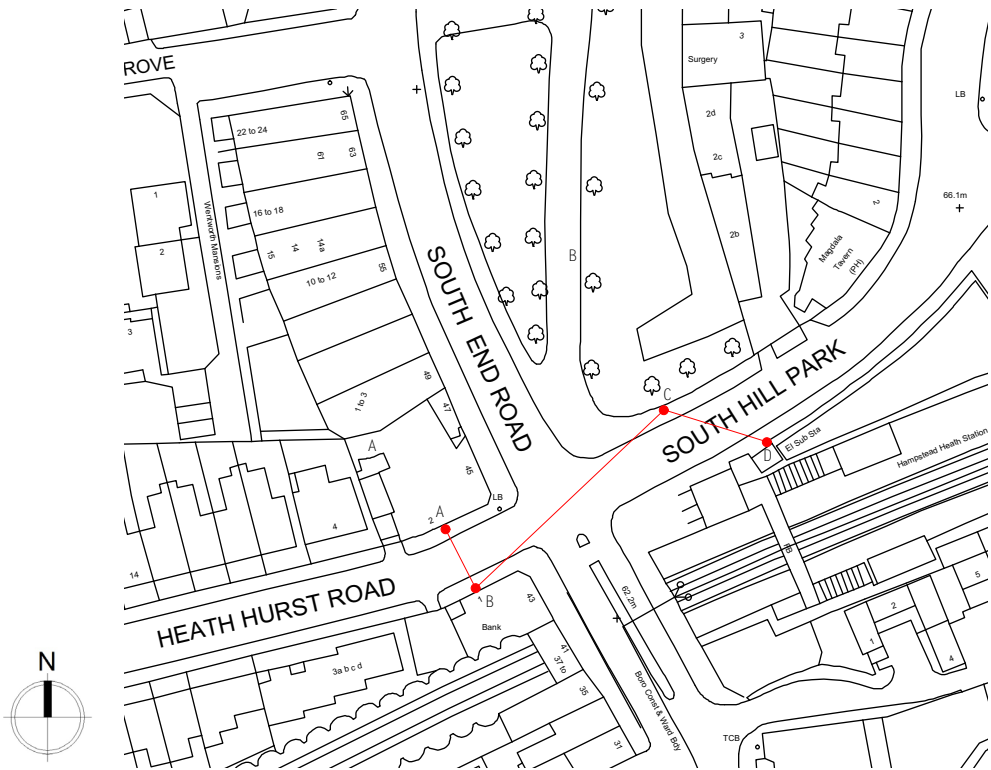 ROVE
3
Surgery
LB
65
22 to 24
63
61
2d
2c
1
Wentworth Mansions
16 to 18
66.1m
2
2b
Magdala
Tavern
(PH)
15
14
14a
55
10 to 12
2
B
SOUTH END ROAD
3
49
47
1 to 3
SOUTH HILL PARK
C
D
El Sub Sta
Hampstead Heath Station
A
45
LB
A
2
4
14
FB
HEATH HURST ROAD
B
1
43
Bank
62.2m
5
2
1
4
41
37 to
35
31
3a b c d
Boro Const & Ward Bdy
TCB
N